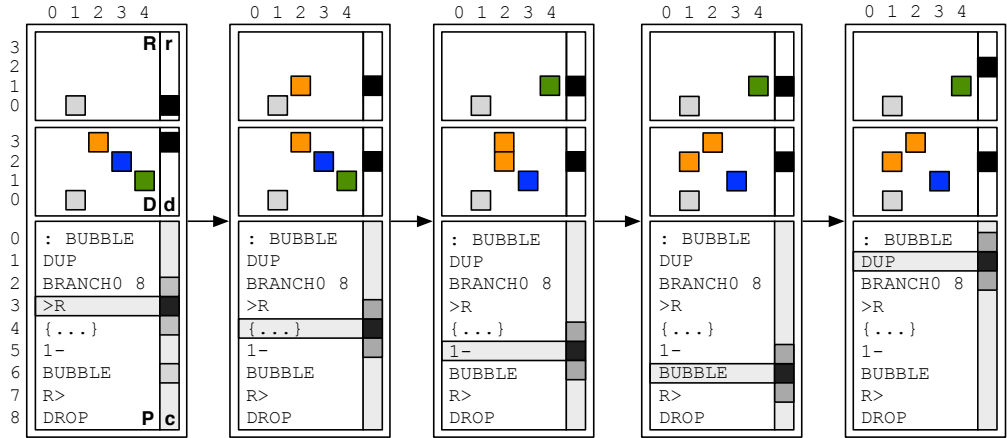 0 1 2 3 4
0 1 2 3 4
0 1 2 3 4
0 1 2 3 4
0 1 2 3 4
3
2
1
0
R r
3
2
1
0
D d
0
1
2
3
4
5
6
7
8
: BUBBLE
DUP
BRANCH0 8
>R
{...}
1-
BUBBLE
R>
DROP
P c
: BUBBLE
DUP
BRANCH0 8
>R
{...}
1-
BUBBLE
R>
DROP
: BUBBLE
DUP
BRANCH0 8
>R
{...}
1-
BUBBLE
R>
DROP
: BUBBLE
DUP
BRANCH0 8
>R
{...}
1-
BUBBLE
R>
DROP
: BUBBLE
DUP
BRANCH0 8
>R
{...}
1-
BUBBLE
R>
DROP